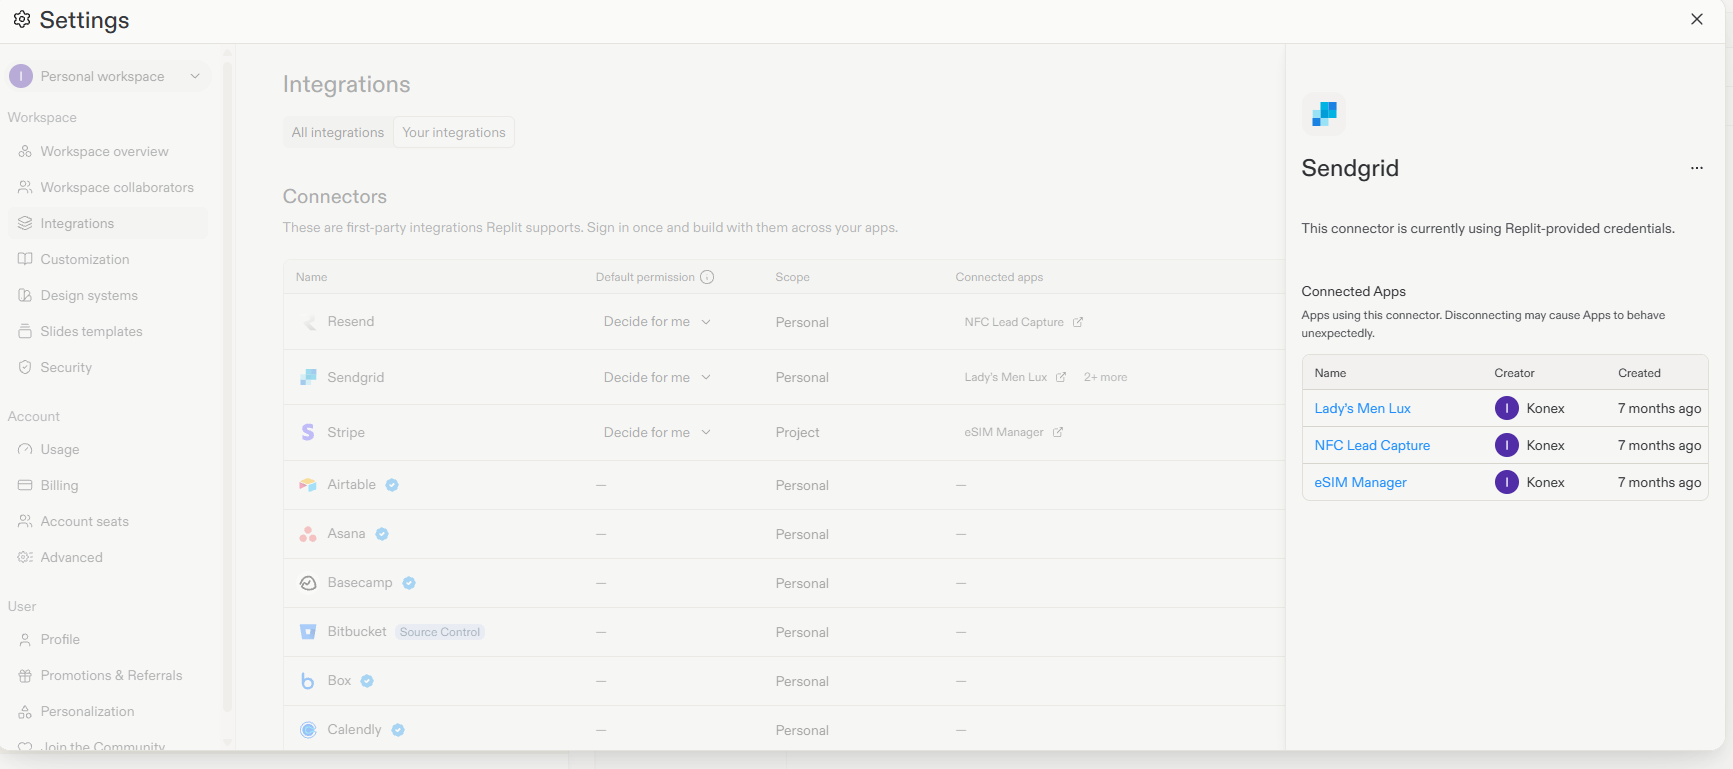 Settings
Personal workspace
Workspace
Workspace overview
Workspace collaborators
Integrations
Customization
Design systems
Slides templates
Security
Account
Usage
Billing
Account seats
Advanced
User
Profile
Promotions & Referrals
Personalization
Join the Community
Integrations
All integrations Your integrations
Connectors
These are first-party integrations Replit supports. Sign in once and build with them across your apps.
Name Default permission Scope Connected apps
Resend Decide for me Personal NFC Lead Capture
Sendgrid Decide for me Personal Lady's Men Lux 2+ more
Stripe Decide for me Project eSIM Manager
Airtable — Personal —
Asana — Personal —
Basecamp — Personal —
Bitbucket Source Control — Personal —
Box — Personal —
Calendly — Personal —
Sendgrid
This connector is currently using Replit-provided credentials.
Connected Apps
Apps using this connector. Disconnecting may cause Apps to behave
unexpectedly.
Name Creator Created
Lady's Men Lux I Konex 7 months ago
NFC Lead Capture I Konex 7 months ago
eSIM Manager I Konex 7 months ago